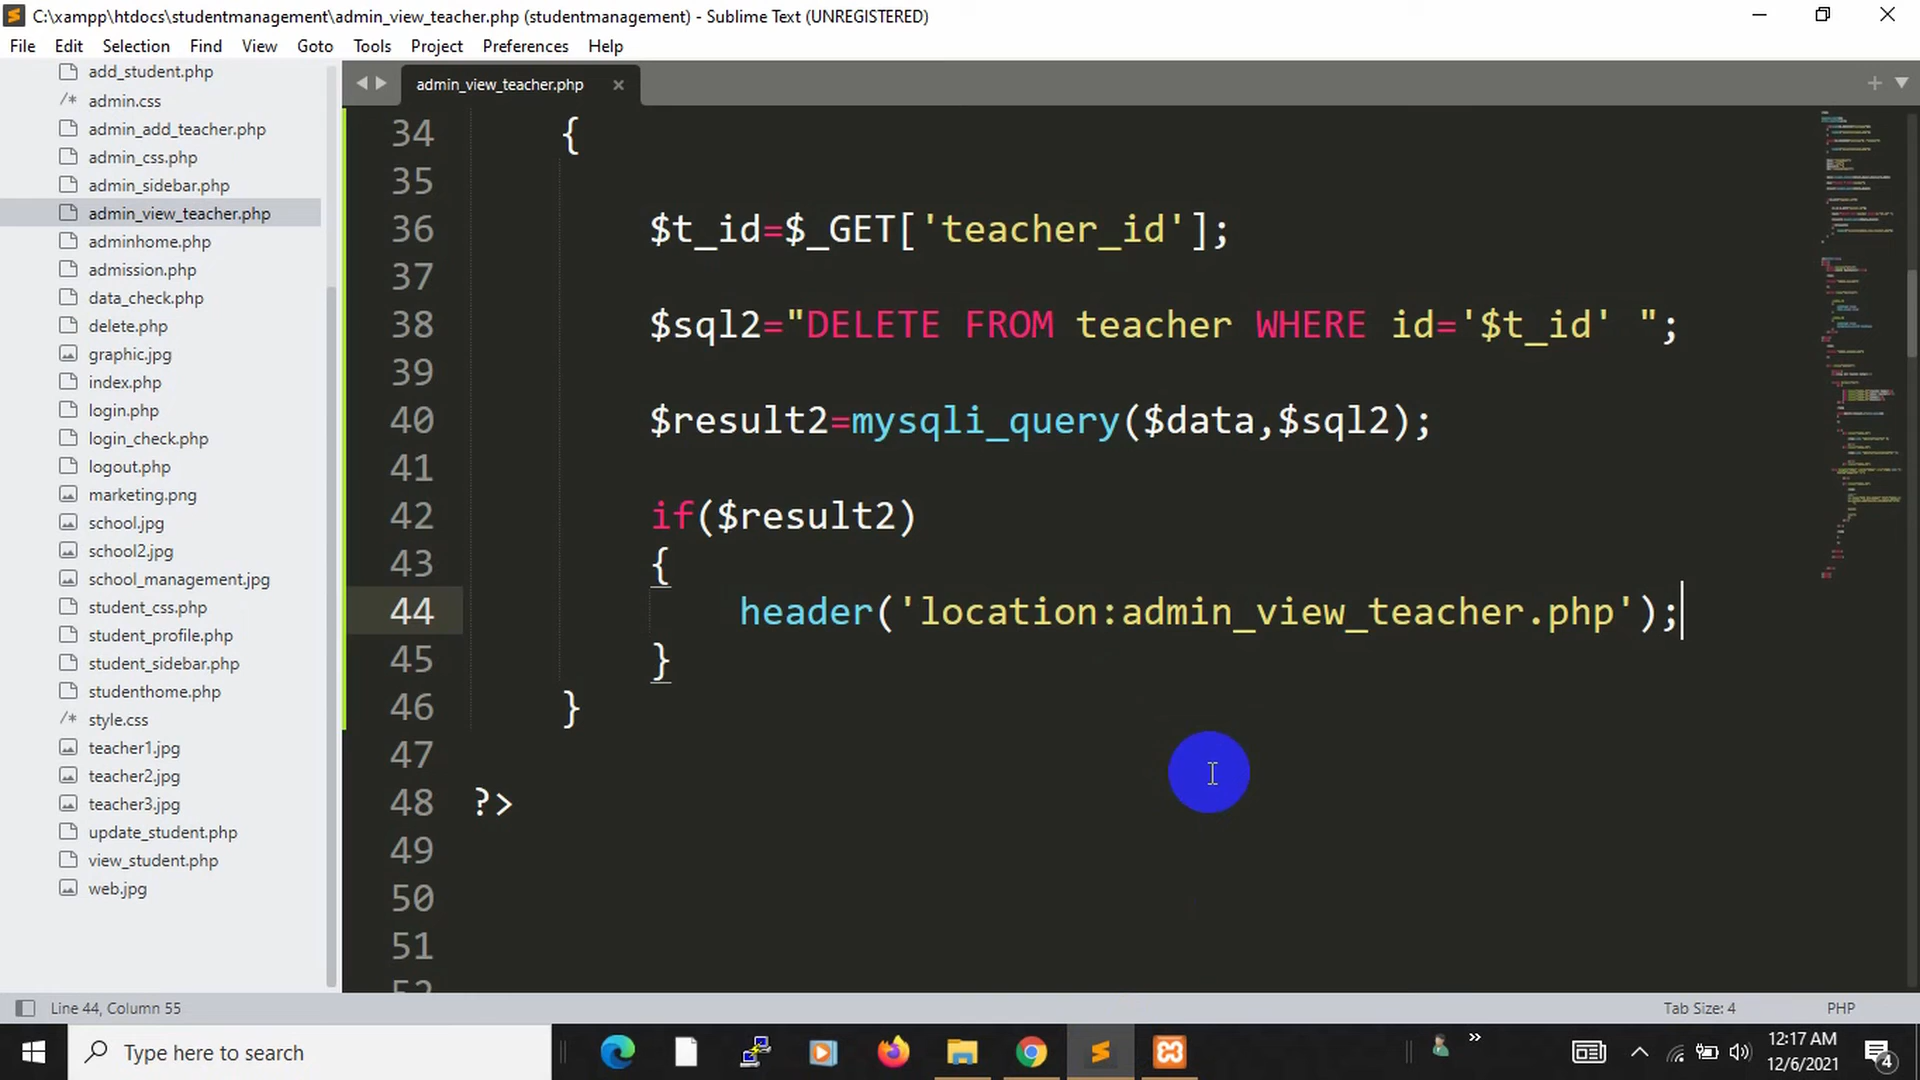 C:\xampp\htdocs\studentmanagement\admin_view_teacher.php (studentmanagement) - Sublime Text (UNREGISTERED)
File Edit Selection Find View Goto Tools Project Preferences Help
add_student.php
/* admin.css
admin_add_teacher.php
admin_css.php
admin_sidebar.php
admin_view_teacher.php
adminhome.php
admission.php
data_check.php
delete.php
graphic.jpg
index.php
login.php
login_check.php
logout.php
marketing.png
school.jpg
school2.jpg
school_management.jpg
student_css.php
student_profile.php
student_sidebar.php
studenthome.php
/* style.css
teacher1.jpg
teacher2.jpg
teacher3.jpg
update_student.php
view_student.php
web.jpg
admin_view_teacher.php
34 {
35
36 $t_id=$_GET['teacher_id'];
37
38 $sql2="DELETE FROM teacher WHERE id='$t_id' ";
39
40 $result2=mysqli_query($data,$sql2);
41
42 if($result2)
43 {
44 header('location:admin_view_teacher.php');
45 }
46 }
47
48 ?>
49
50
51
52
Line 44, Column 55
Tab Size: 4
PHP
Type here to search
12:17 AM
12/6/2021
4